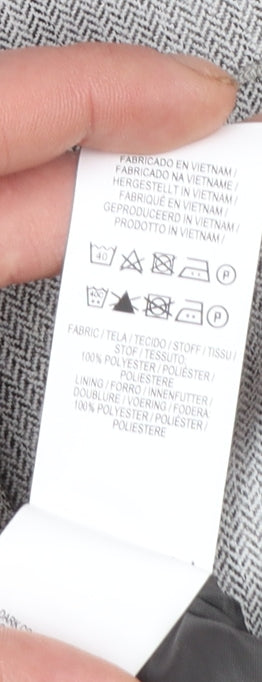 FABRICADO EN VIETNAM /
FABRICADO NA VIETNAME /
HERGESTELLT IN VIETNAM /
FABRIQUÉ EN VIETNAM /
GEPRODUCEERD IN VIETNAM /
PRODOTTO IN VIETNAM /
40 P
P
FABRIC / TELA / TECIDO / STOFF / TISSU /
STOF / TESSUTO.
100% POLYESTER / POLIÉSTER /
POLIESTERE
LINING / FORRO / INNENFUTTER /
DOUBLURE / VOERING / FODERA
100% POLYESTER / POLIÉSTER /
POLIESTERE